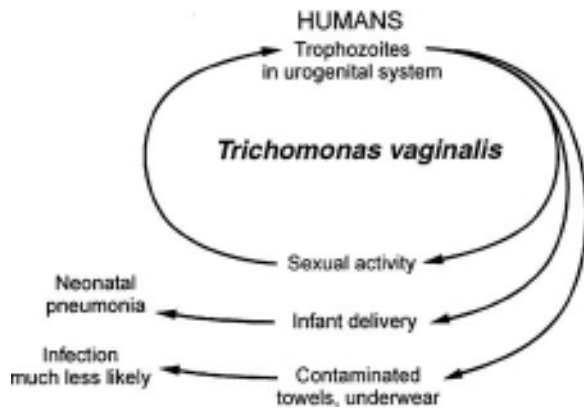 HUMANS
Trophozoites
in urogenital system
Trichomonas vaginalis
Sexual activity
Neonatal
pneumonia
Infant delivery
Infection
much less likely
Contaminated
towels, underwear